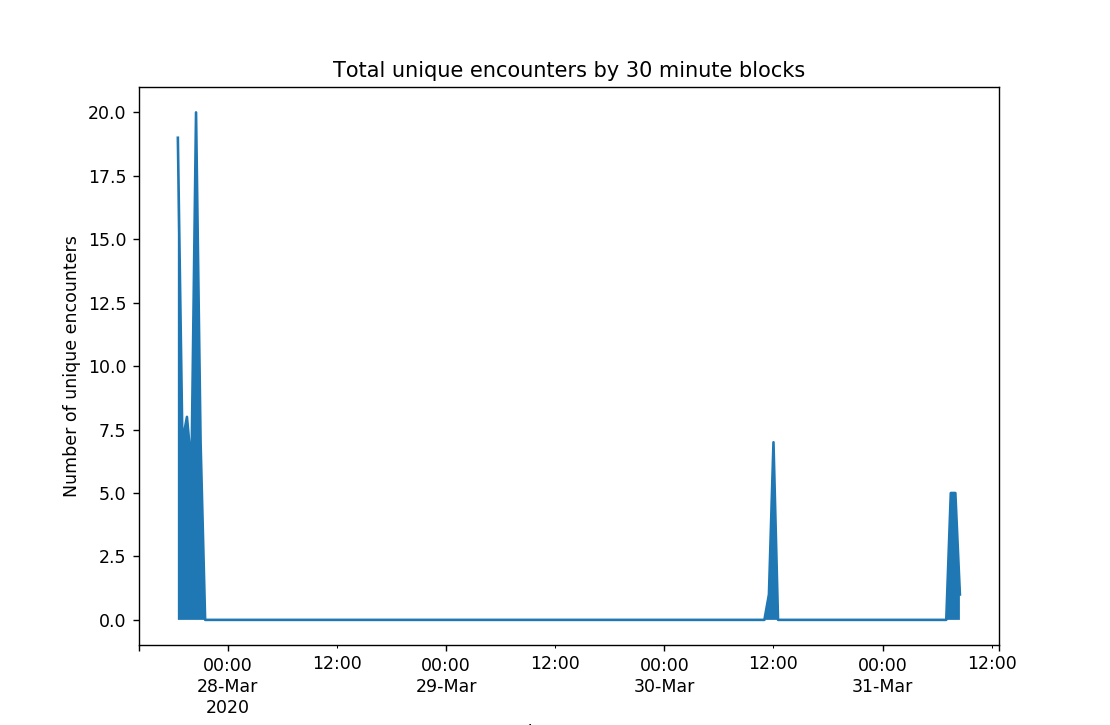 Total unique encounters by 30 minute blocks
Number of unique encounters
20.0
17.5
15.0
12.5
10.0
7.5
5.0
2.5
0.0
00:00 12:00 00:00 12:00 00:00 12:00 00:00 12:00
28-Mar 29-Mar 30-Mar 31-Mar
2020